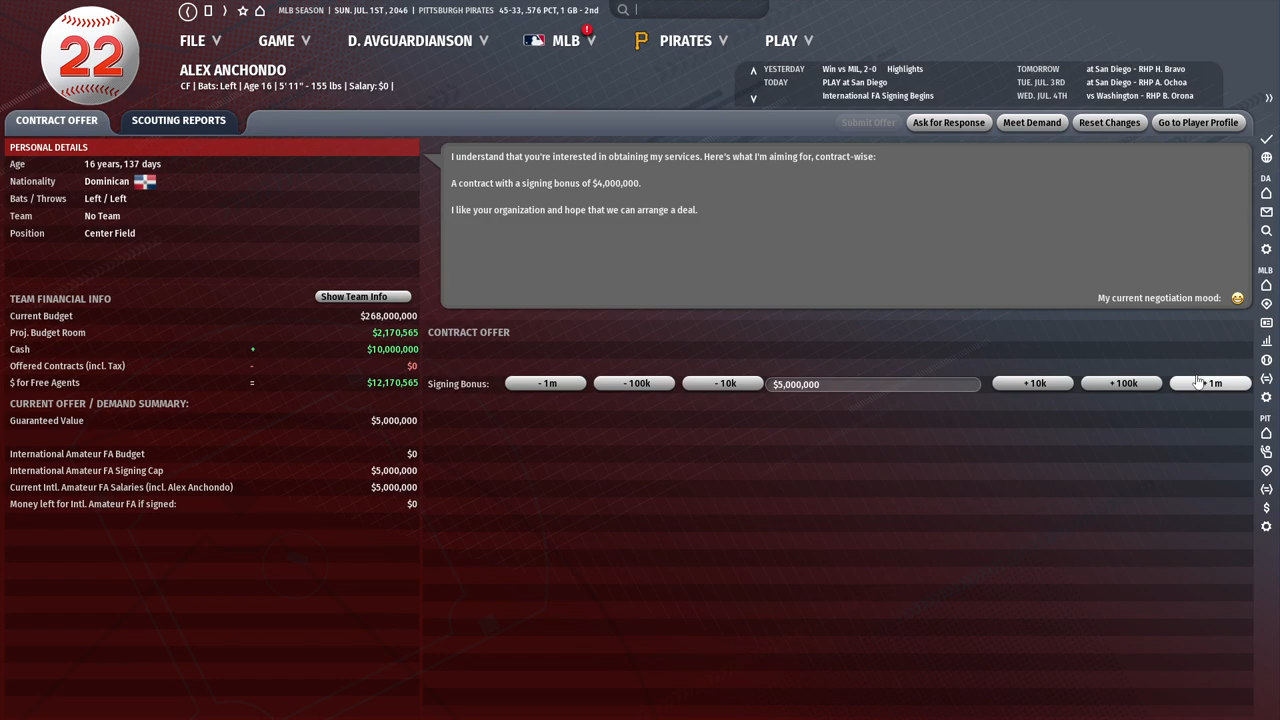 22
MLB SEASON | SUN. JUL. 1ST, 2046 | PITTSBURGH PIRATES 45-33, .576 PCT, 1 GB - 2nd
FILE GAME D. AVGUARDIANSON MLB PIRATES PLAY
ALEX ANCHONDO
CF | Bats: Left | Age 16 | 5' 11" - 155 lbs | Salary: $0 |
YESTERDAY Win vs MIL, 2-0 Highlights TOMORROW at San Diego - RHP H. Bravo
TODAY PLAY at San Diego TUE. JUL. 3RD at San Diego - RHP A. Ochoa
International FA Signing Begins WED. JUL. 4TH vs Washington - RHP B. Orona
CONTRACT OFFER SCOUTING REPORTS Submit Offer Ask for Response Meet Demand Reset Changes Go to Player Profile
PERSONAL DETAILS
Age 16 years, 137 days
Nationality Dominican
Bats / Throws Left / Left
Team No Team
Position Center Field
I understand that you're interested in obtaining my services. Here's what I'm aiming for, contract-wise:
A contract with a signing bonus of $4,000,000.
I like your organization and hope that we can arrange a deal.
My current negotiation mood:
TEAM FINANCIAL INFO Show Team Info
Current Budget $268,000,000
Proj. Budget Room $2,170,565
Cash + $10,000,000
Offered Contracts (incl. Tax) - $0
$ for Free Agents = $12,170,565
CURRENT OFFER / DEMAND SUMMARY:
Guaranteed Value $5,000,000
International Amateur FA Budget $0
International Amateur FA Signing Cap $5,000,000
Current Intl. Amateur FA Salaries (incl. Alex Anchondo) $5,000,000
Money left for Intl. Amateur FA if signed: $0
CONTRACT OFFER
Signing Bonus: - 1m - 100k - 10k $5,000,000 + 10k + 100k + 1m
DA
MLB
PIT